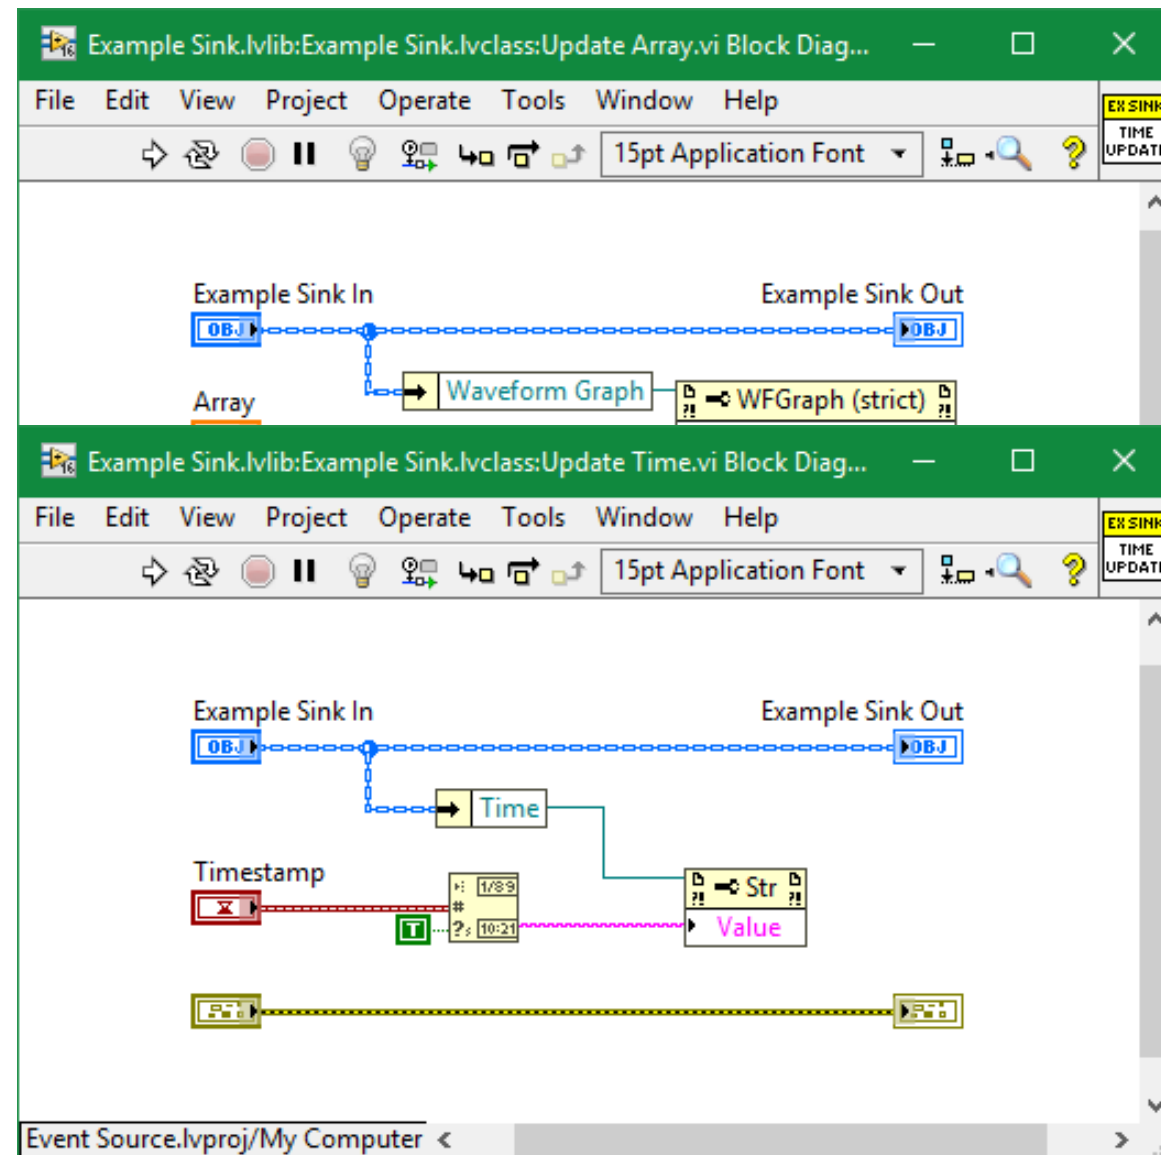 Example Sink.lvlib:Example Sink.lvclass:Update Array.vi Block Diag...
File Edit View Project Operate Tools Window Help
EX SINK
TIME
UPDATE
15pt Application Font
Example Sink In
Example Sink Out
OBJ
OBJ
Waveform Graph
WFGraph (strict)
Array
Example Sink.lvlib:Example Sink.lvclass:Update Time.vi Block Diag...
File Edit View Project Operate Tools Window Help
EX SINK
TIME
UPDATE
15pt Application Font
Example Sink In
Example Sink Out
OBJ
OBJ
Time
Timestamp
1/89
#
T
?
10:21
Str
Value
Event Source.lvproj/My Computer